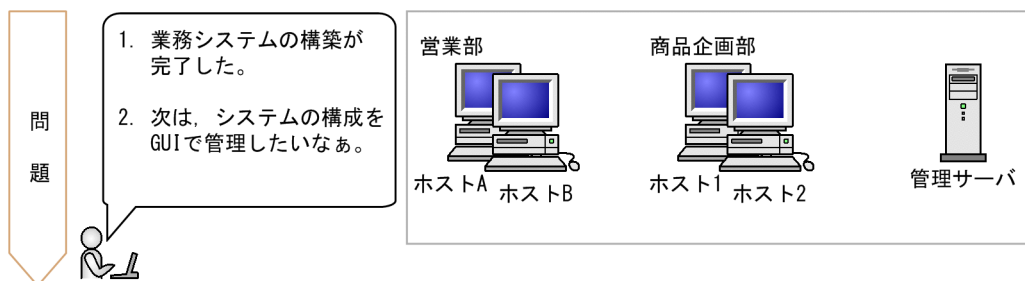 問
題
1. 業務システムの構築が
完了した。
2. 次は，システムの構成を
GUIで管理したいなぁ。
営業部
ホストA
ホストB
商品企画部
ホスト1
ホスト2
管理サーバ